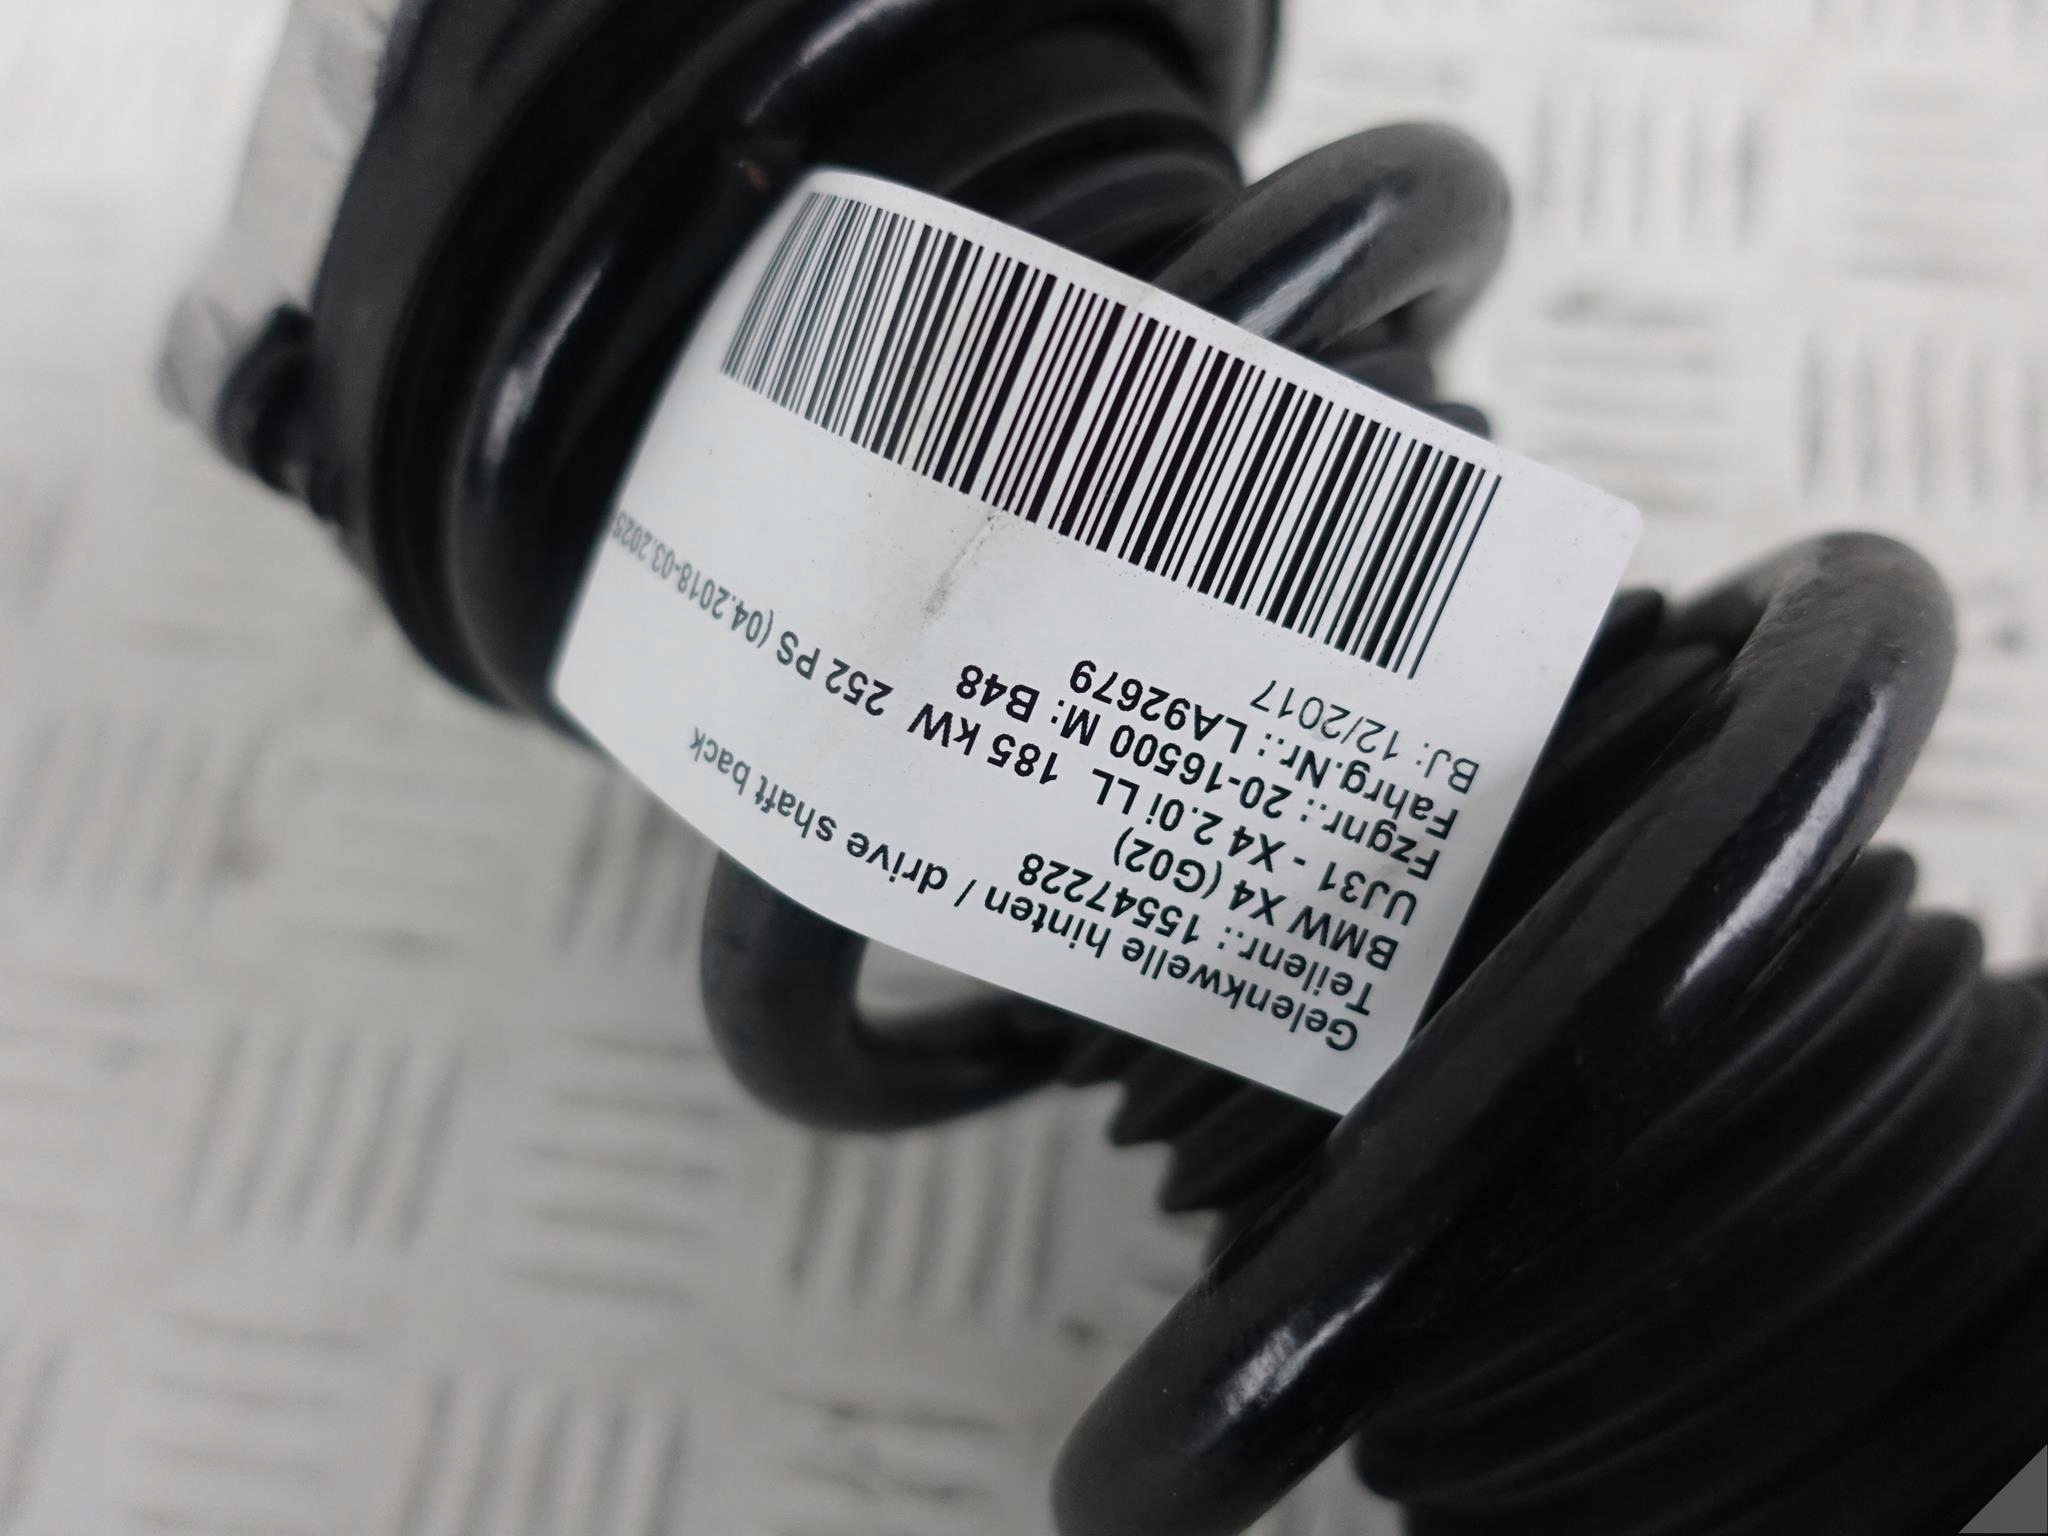 Gelenkwelle hinten / drive shaft back
Teilenr.: 15547228
BMW X4 (G02)
UJ31 - X4 2.0i LL 185 kW 252 PS (04.2018-03.2025
Fzgnr.: 20-16500 M: B48
Fahrg.Nr.: LA92679
BJ: 12/2017